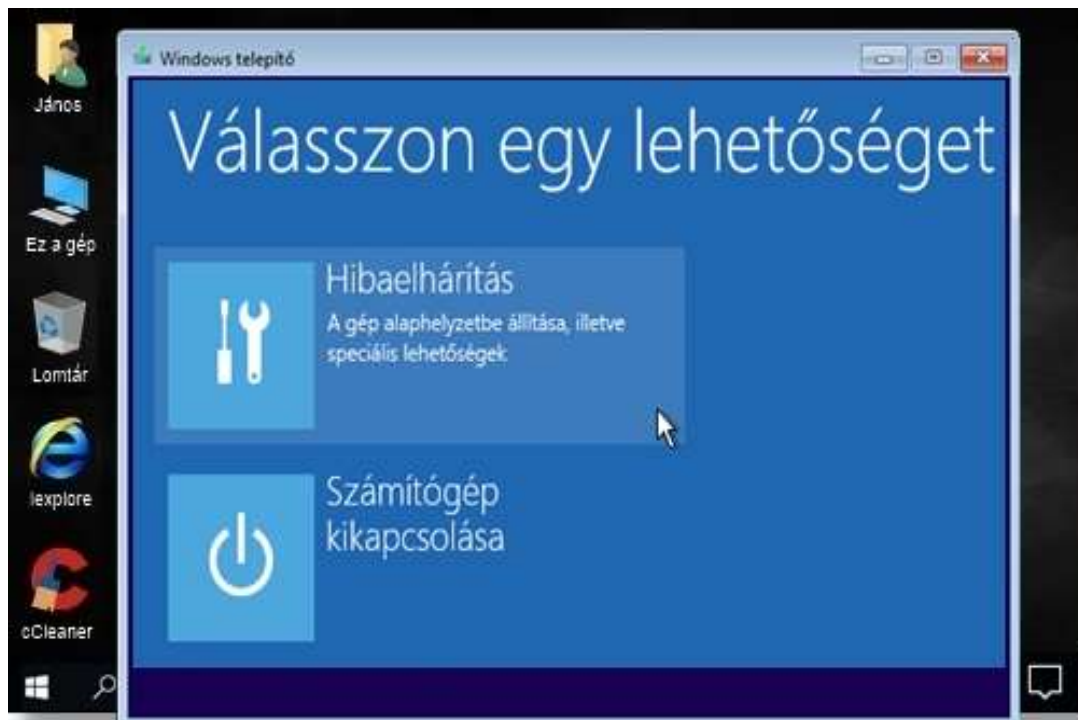 Windows telepítő
Válasszon egy lehetőséget
Hibaelhárítás
A gép alaphelyzetbe állítása, illetve
speciális lehetőségek
Számítógép
kikapcsolása
János
Ez a gép
Lomtár
Iexplore
cCleaner